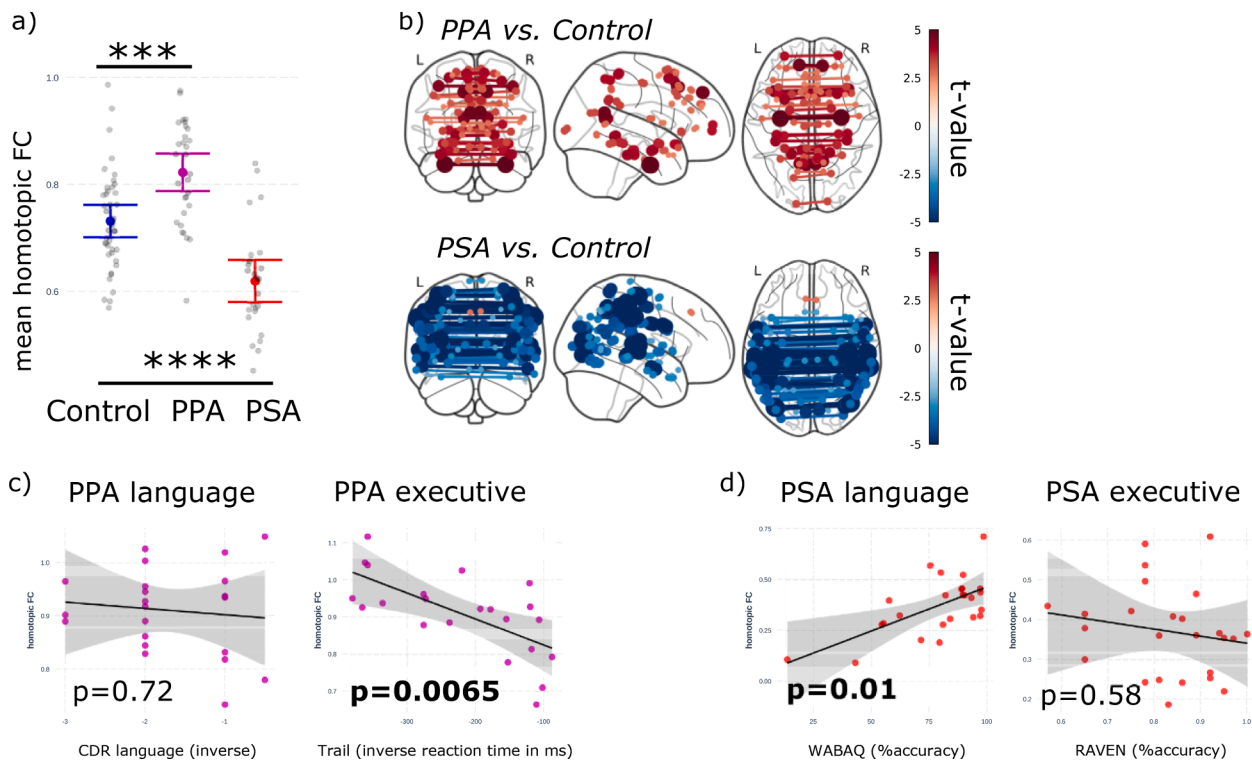 a)
***
1.0
0.8
0.6
mean homotopic FC
****
Control PPA PSA
b)
PPA vs. Control
L R L R
5
2.5
0
-2.5
-5
t-value
PSA vs. Control
L R L R
5
2.5
0
-2.5
-5
t-value
c)
PPA language
homotopic FC
1.0
0.9
0.8
p=0.72
-3 -2 -1
CDR language (inverse)
PPA executive
homotopic FC
1.1
1.0
0.9
0.8
0.7
p=0.0065
-300 -200 -100
Trail (inverse reaction time in ms)
d)
PSA language
homotopic FC
0.75
0.50
0.25
0.00
p=0.01
25 50 75 100
WABAQ (%accuracy)
PSA executive
homotopic FC
0.6
0.5
0.4
0.3
0.2
p=0.58
0.6 0.7 0.8 0.9 1.0
RAVEN (%accuracy)